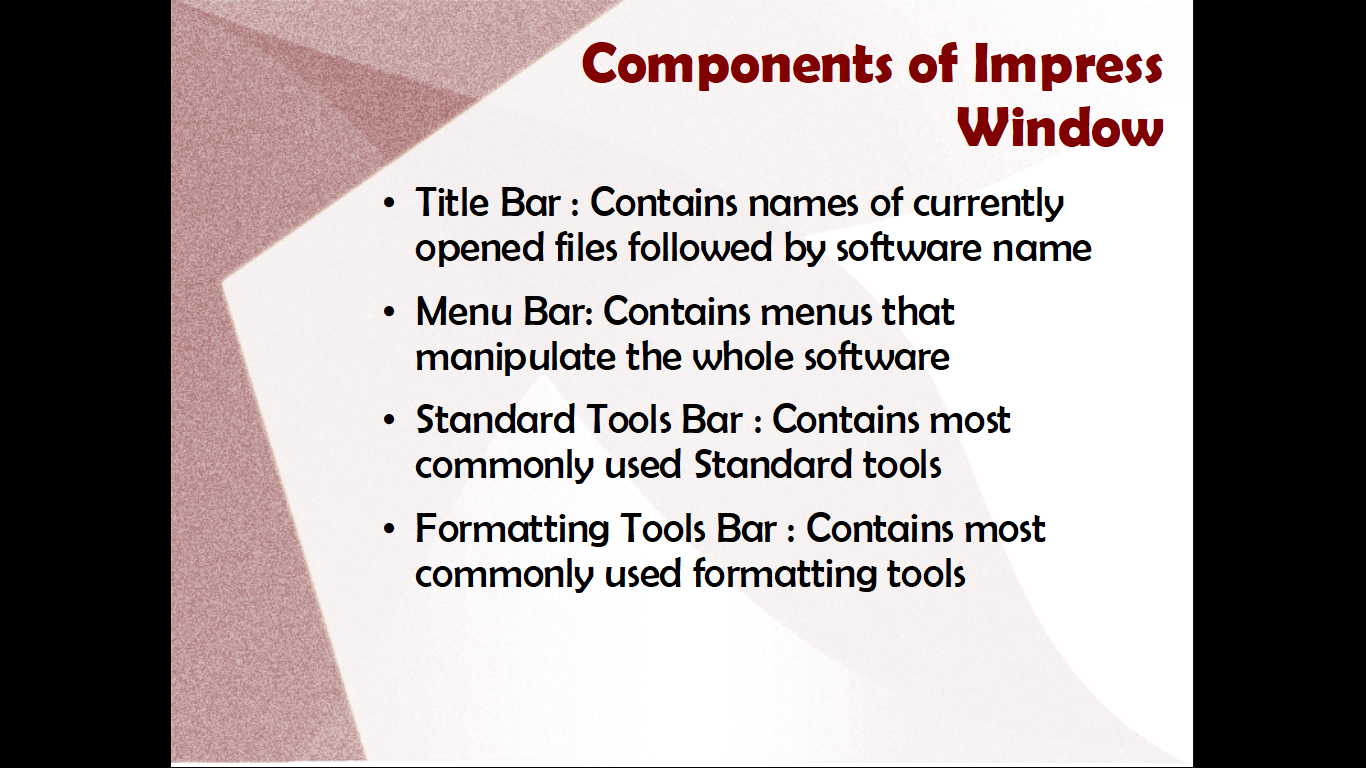 Components of Impress
Window
• Title Bar : Contains names of currently
opened files followed by software name
• Menu Bar: Contains menus that
manipulate the whole software
• Standard Tools Bar : Contains most
commonly used Standard tools
• Formatting Tools Bar : Contains most
commonly used formatting tools